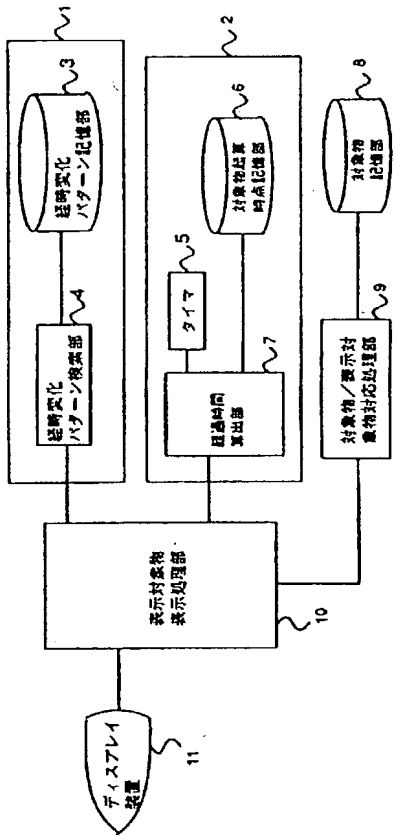 1
3
経時変化
パターン記憶部
4
経時変化
パターン検索部
2
6
対象物起算
時点記憶部
5
タイマ
7
経過時間
算出部
8
対象物
記憶部
9
対象物/表示対
象物対応処理部
表示対象物
表示処理部
10
ディスプレイ
装置
11